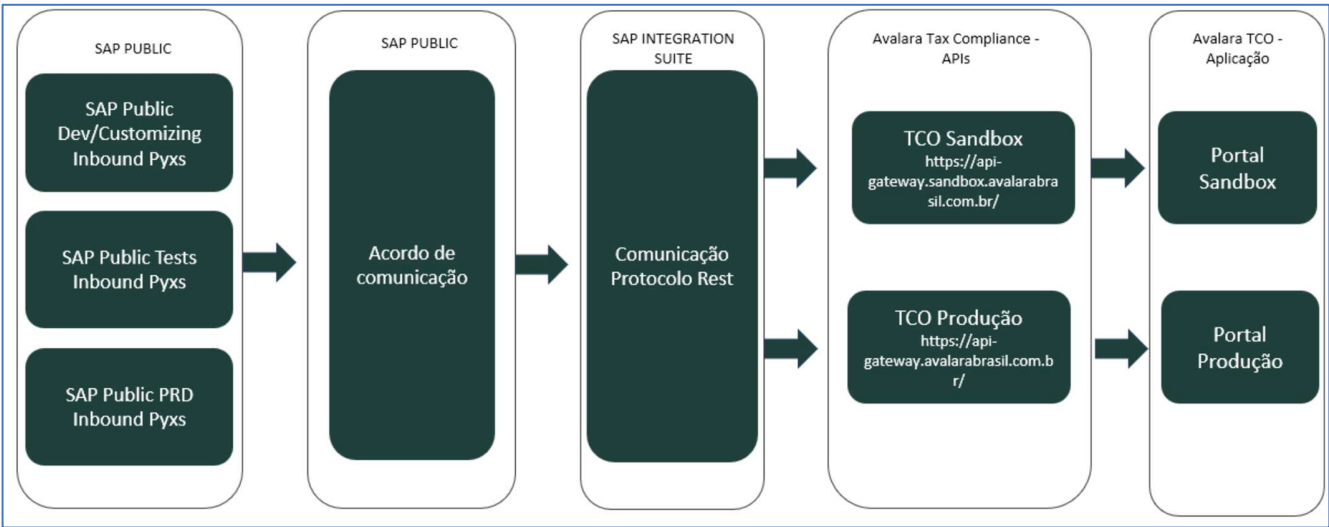 SAP PUBLIC
SAP Public
Dev/Customizing
Inbound Pyxs
SAP Public Tests
Inbound Pyxs
SAP Public PRD
Inbound Pyxs
SAP PUBLIC
Acordo de
comunicação
SAP INTEGRATION
SUITE
Comunicação
Protocolo Rest
Avalara Tax Compliance -
APIs
TCO Sandbox
https://api-
gateway.sandbox.avalarabra
sil.com.br/
TCO Produção
https://api-
gateway.avalarabrasil.com.b
r/
Avalara TCO -
Aplicação
Portal
Sandbox
Portal
Produção